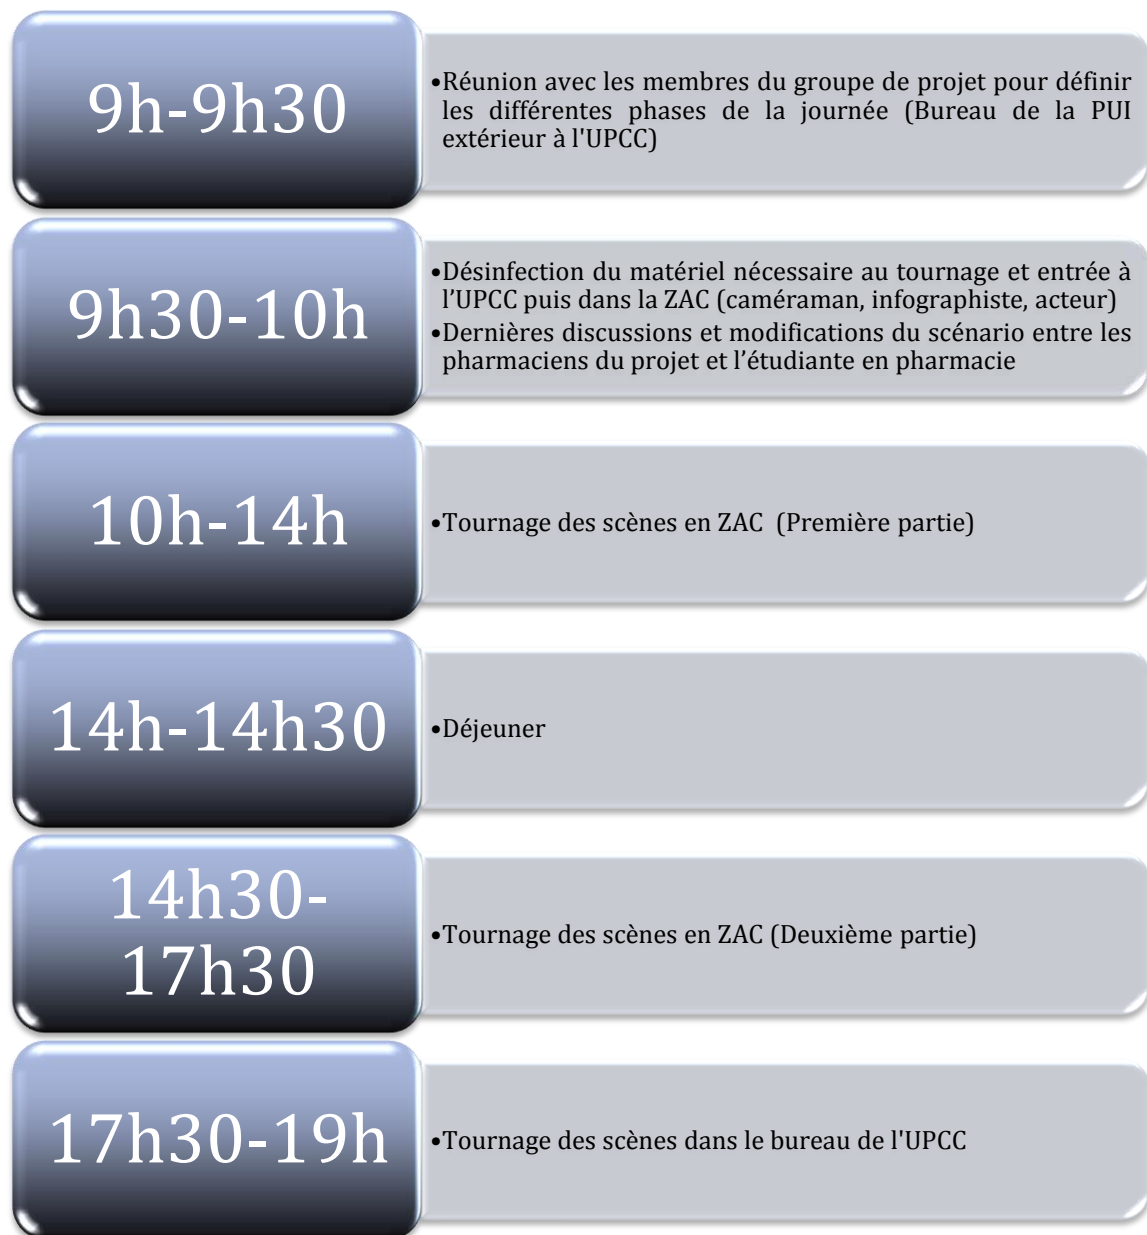 9h-9h30
•Réunion avec les membres du groupe de projet pour définir
les différentes phases de la journée (Bureau de la PUI
extérieur à l'UPCC)
9h30-10h
•Désinfection du matériel nécessaire au tournage et entrée à
l’UPCC puis dans la ZAC (caméraman, infographiste, acteur)
•Dernières discussions et modifications du scénario entre les
pharmaciens du projet et l’étudiante en pharmacie
10h-14h
•Tournage des scènes en ZAC (Première partie)
14h-14h30
•Déjeuner
14h30-
17h30
•Tournage des scènes en ZAC (Deuxième partie)
17h30-19h
•Tournage des scènes dans le bureau de l'UPCC